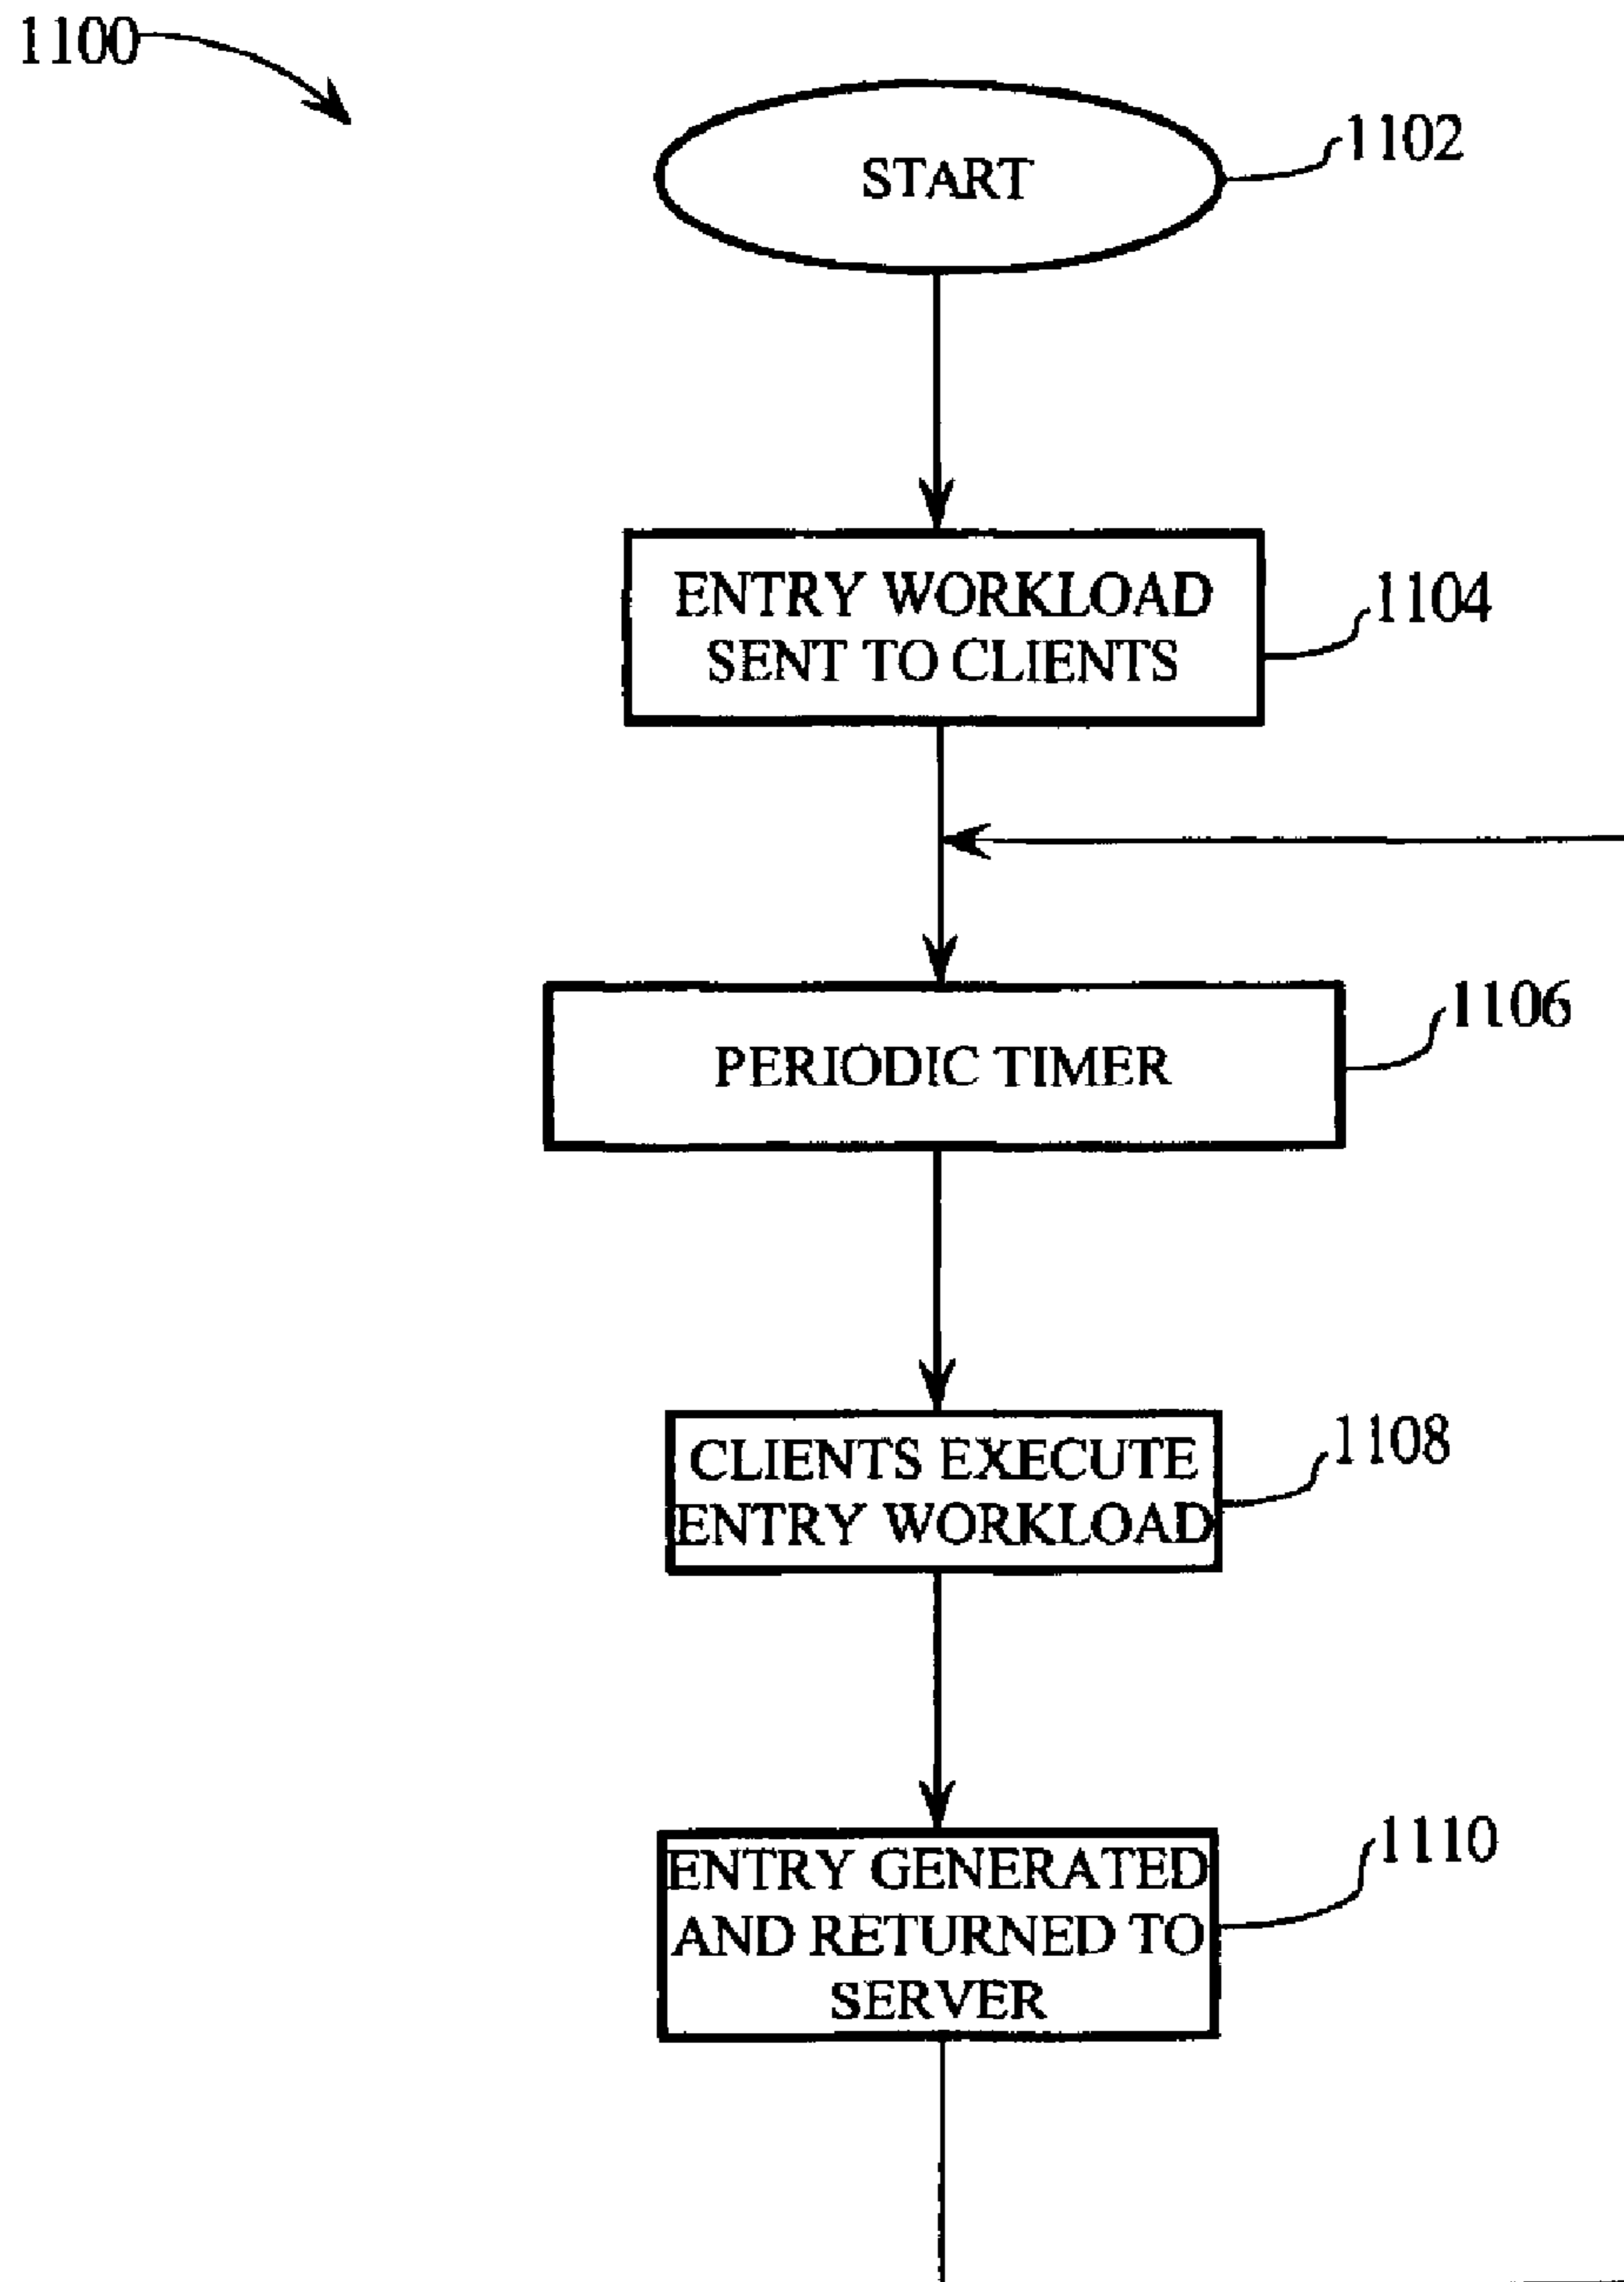 1100
START
1102
ENTRY WORKLOAD
SENT TO CLIENTS
1104
PERIODIC TIMER
1106
CLIENTS EXECUTE
ENTRY WORKLOAD
1108
ENTRY GENERATED
AND RETURNED TO
SERVER
1110